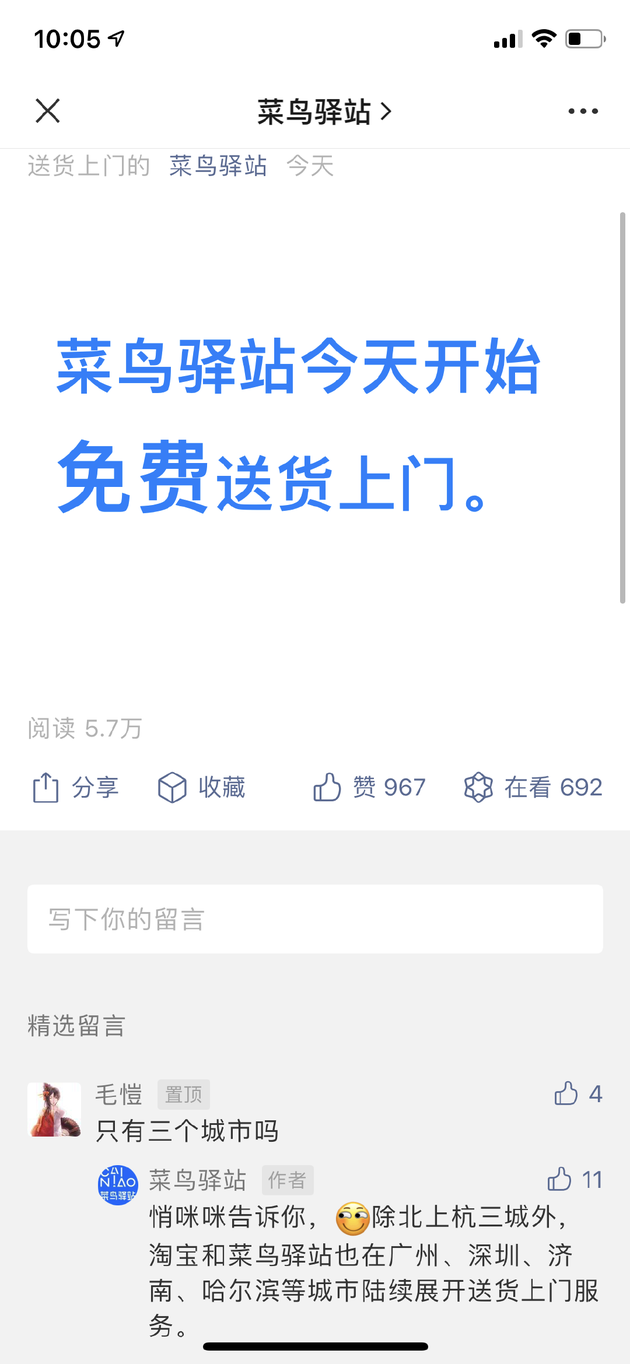 10:05
菜鸟驿站
送货上门的 菜鸟驿站 今天
菜鸟驿站今天开始
免费送货上门。
阅读 5.7万
分享 收藏 赞 967 在看 692
写下你的留言
精选留言
毛愷 置顶 4
只有三个城市吗
CAI
NIAO
菜鸟驿站
菜鸟驿站 作者 11
悄咪咪告诉你，除北上杭三城外，
淘宝和菜鸟驿站也在广州、深圳、济
南、哈尔滨等城市陆续展开送货上门服
务。